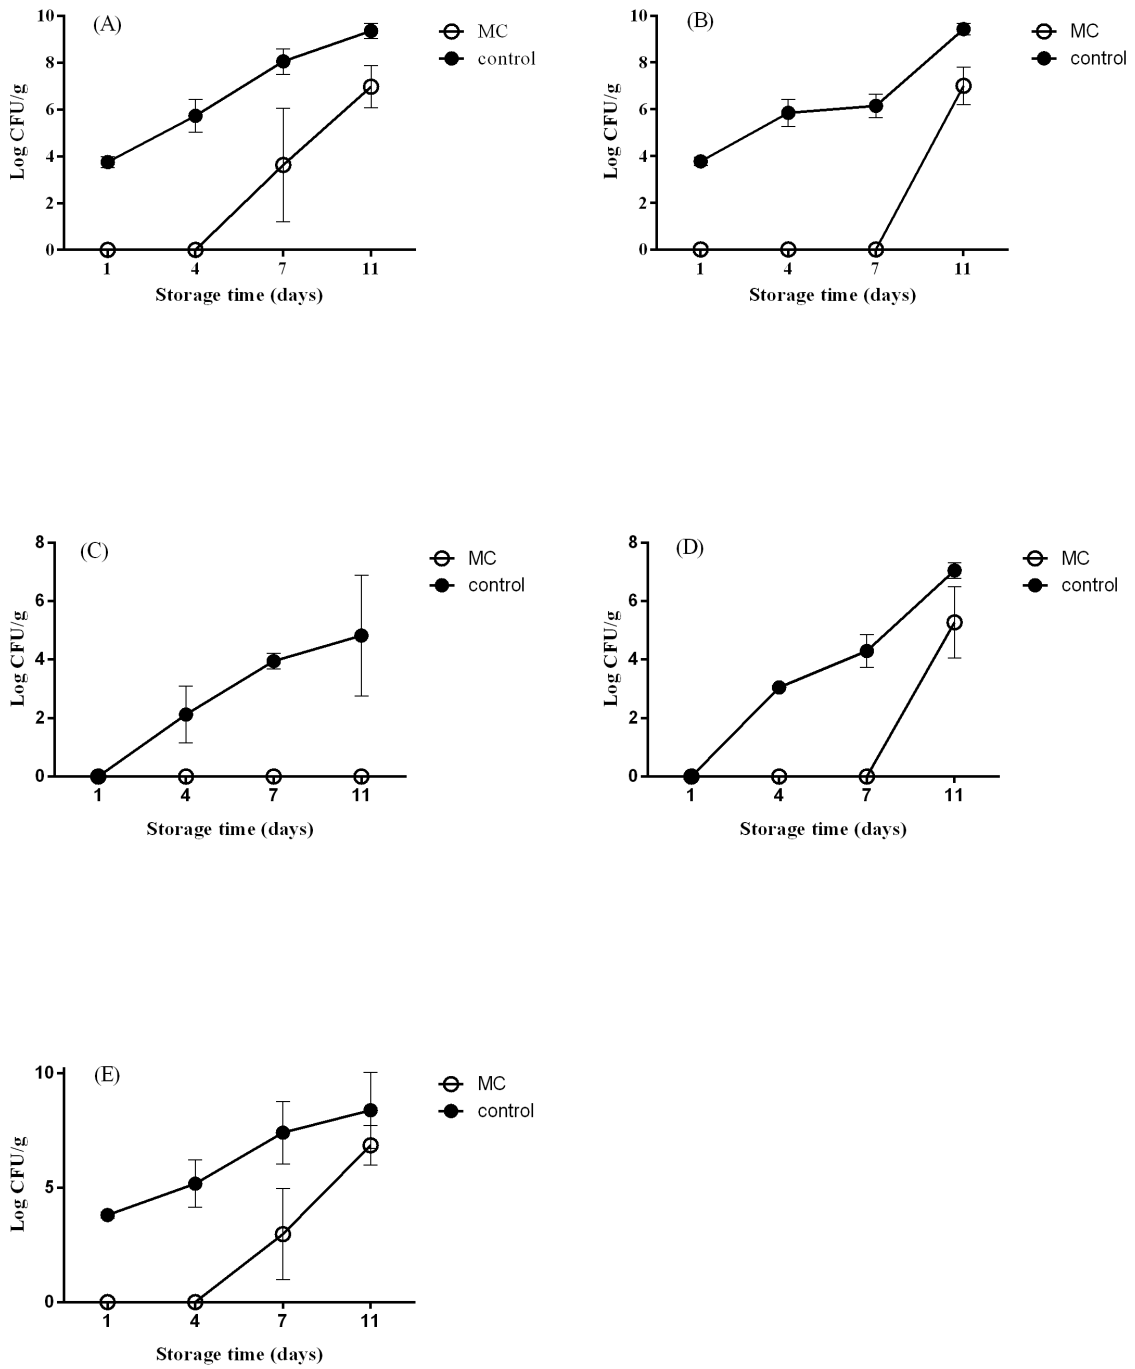 (A)
10
8
6
4
2
0
Log CFU/g
1 4 7 11
Storage time (days)
MC
control
(B)
10
8
6
4
2
0
Log CFU/g
1 4 7 11
Storage time (days)
MC
control
(C)
8
6
4
2
0
Log CFU/g
1 4 7 11
Storage time (days)
MC
control
(D)
8
6
4
2
0
Log CFU/g
1 4 7 11
Storage time (days)
MC
control
(E)
10
5
0
Log CFU/g
1 4 7 11
Storage time (days)
MC
control